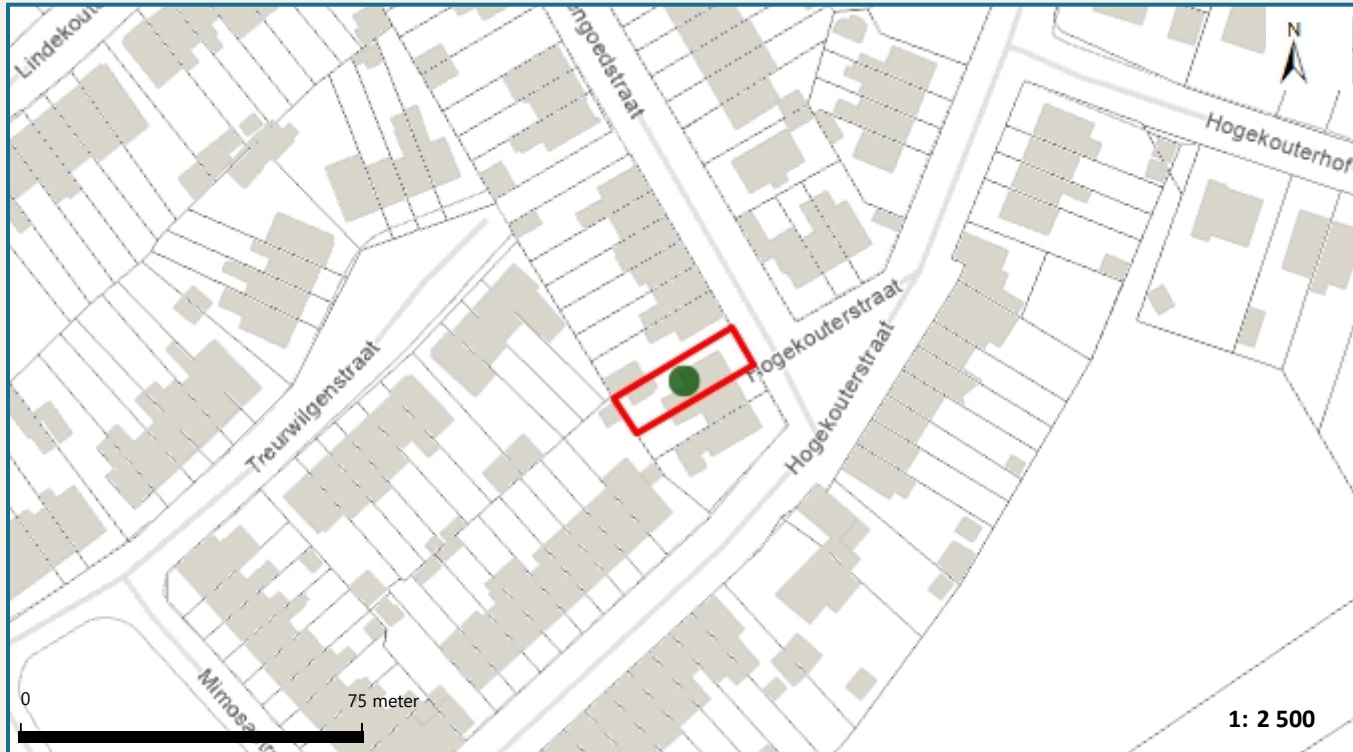 Lindekout
engoedstraat
N
Hogekouterhof
Hogekouterstraat
Hogekouterstraat
Treurwilgenstraat
Mimosa
0
75 meter
1: 2 500